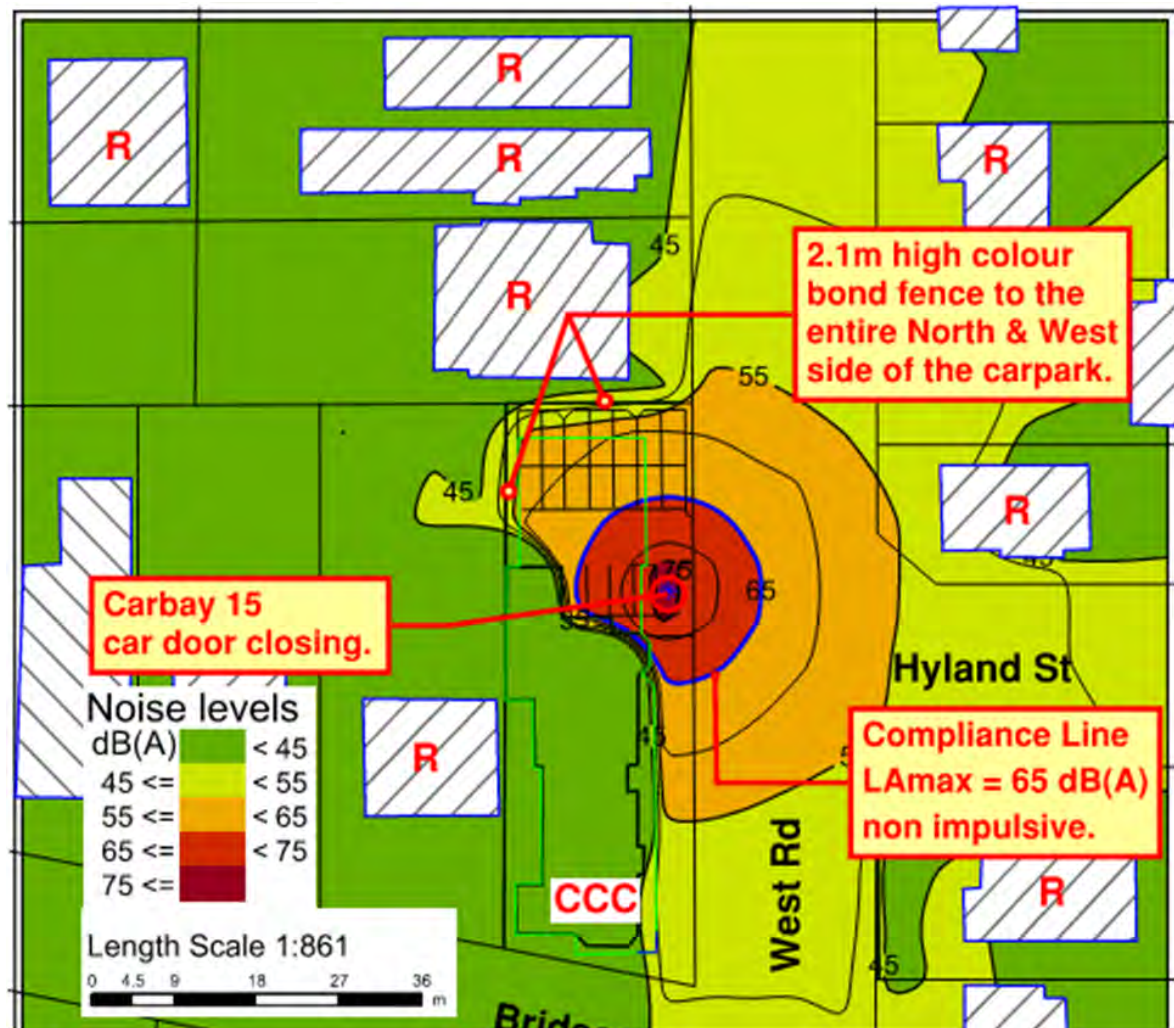 R
R
R
R
R
45
2.1m high colour
bond fence to the
entire North & West
side of the carpark.
55
45
R
75
65
Carbay 15
car door closing.
Hyland St
Noise levels
dB(A)
< 45
45 <= < 55
55 <= < 65
65 <= < 75
75 <=
R
45
Compliance Line
LAmax = 65 dB(A)
non impulsive.
West Rd
CCC
R
Length Scale 1:861
0 4.5 9 18 27 36
m
45